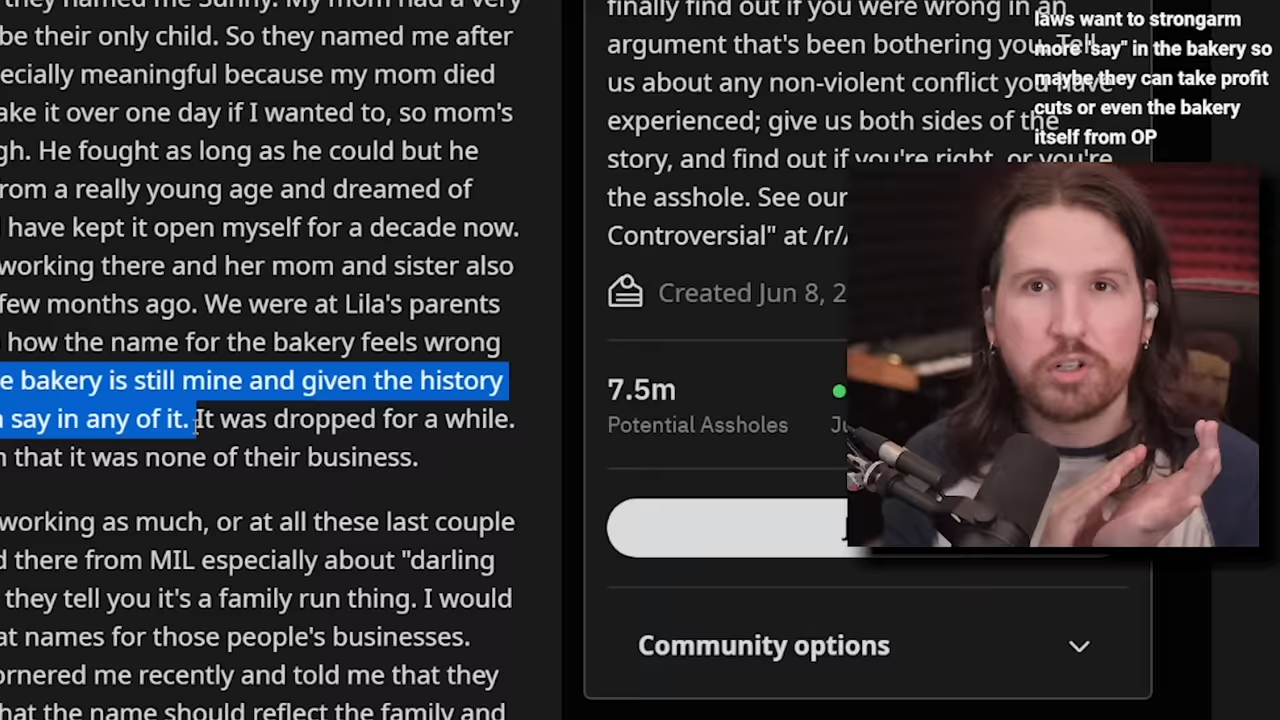 they named me Sunny. My mom had a very
be their only child. So they named me after
ecially meaningful because my mom died
ake it over one day if I wanted to, so mom's
gh. He fought as long as he could but he
rom a really young age and dreamed of
have kept it open myself for a decade now.
working there and her mom and sister also
few months ago. We were at Lila's parents
how the name for the bakery feels wrong
e bakery is still mine and given the history
say in any of it. It was dropped for a while.
n that it was none of their business.
working as much, or at all these last couple
d there from MIL especially about "darling
they tell you it's a family run thing. I would
at names for those people's businesses.
ornered me recently and told me that they
hat the name should reflect the family and
finally find out if you were wrong in an
argument that's been bothering you. Tell
us about any non-violent conflict you have
experienced; give us both sides of the
story, and find out if you're right, or you're
the asshole. See our
Controversial" at /r/
Created Jun 8, 2
7.5m
Potential Assholes
Community options
laws want to strongarm
more "say" in the bakery so
maybe they can take profit
cuts or even the bakery
itself from OP